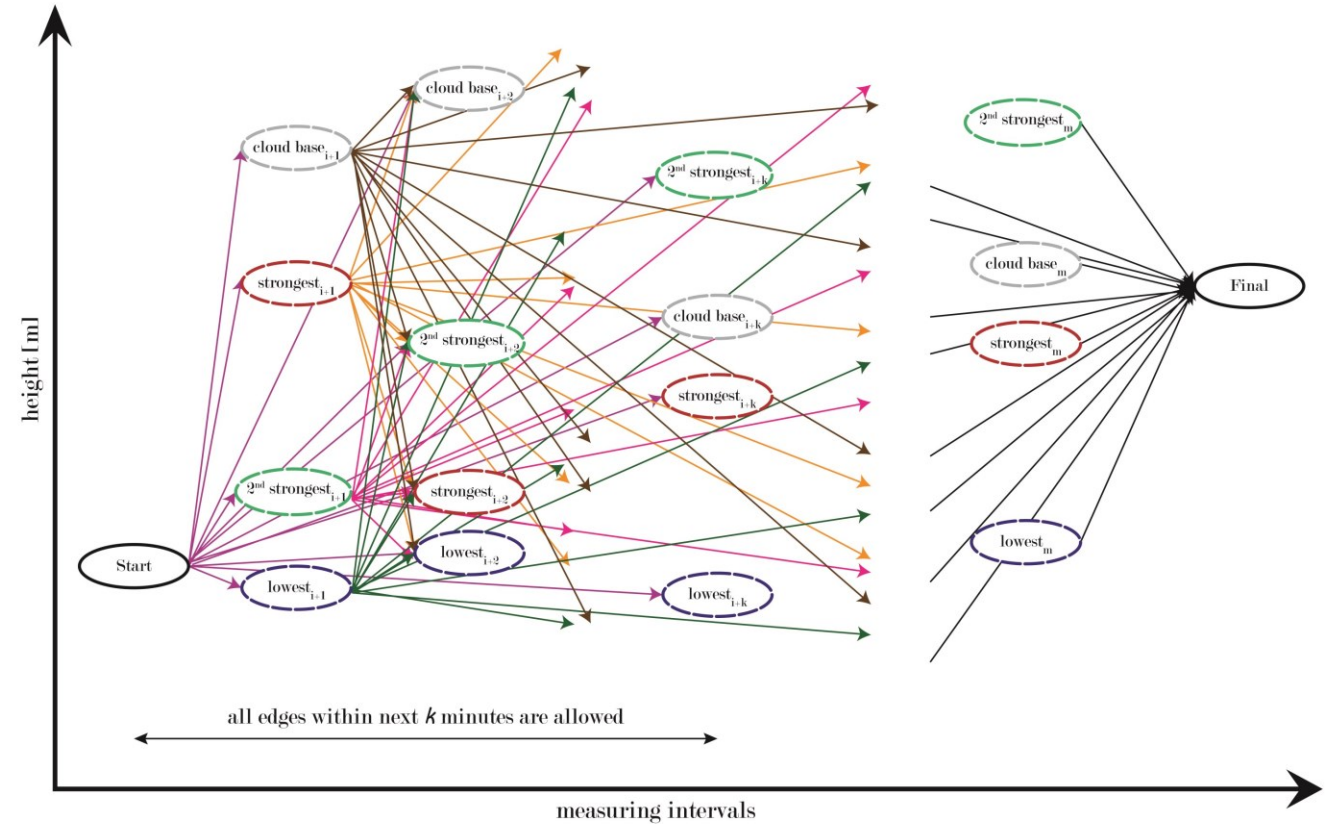 cloud base i+2
cloud base i+1
2nd strongest m
2nd strongest i+k
cloud base m
strongest i+1
Final
cloud base i+k
2nd strongest i+2
strongest m
strongest i+k
2nd strongest i+1
strongest i+2
lowest m
lowest i+2
Start
lowest i+1
lowest i+k
height [m]
all edges within next k minutes are allowed
measuring intervals